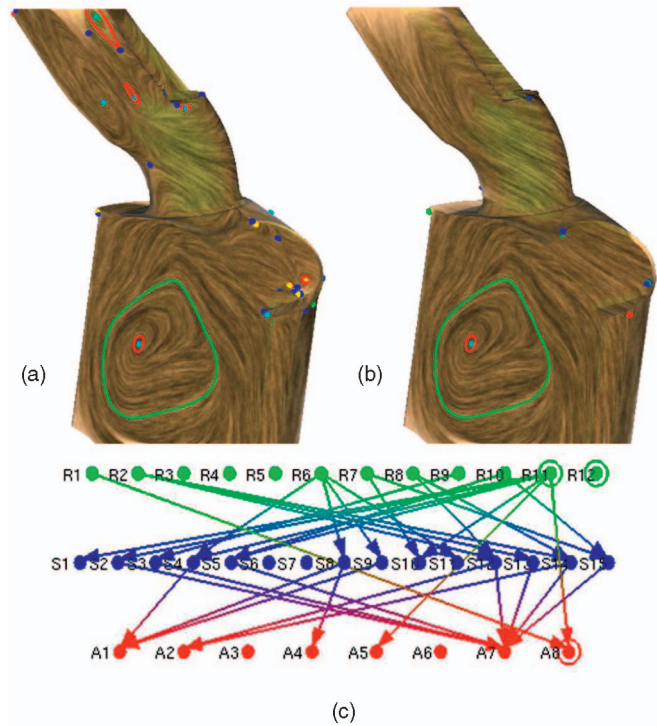 (a) (b)
R1 R2 R3 R4 R5 R6 R7 R8 R9 R10 R11 R12
S1 S2 S3 S4 S5 S6 S7 S8 S9 S10 S11 S12 S13 S14 S15
A1 A2 A3 A4 A5 A6 A7 A8
(c)